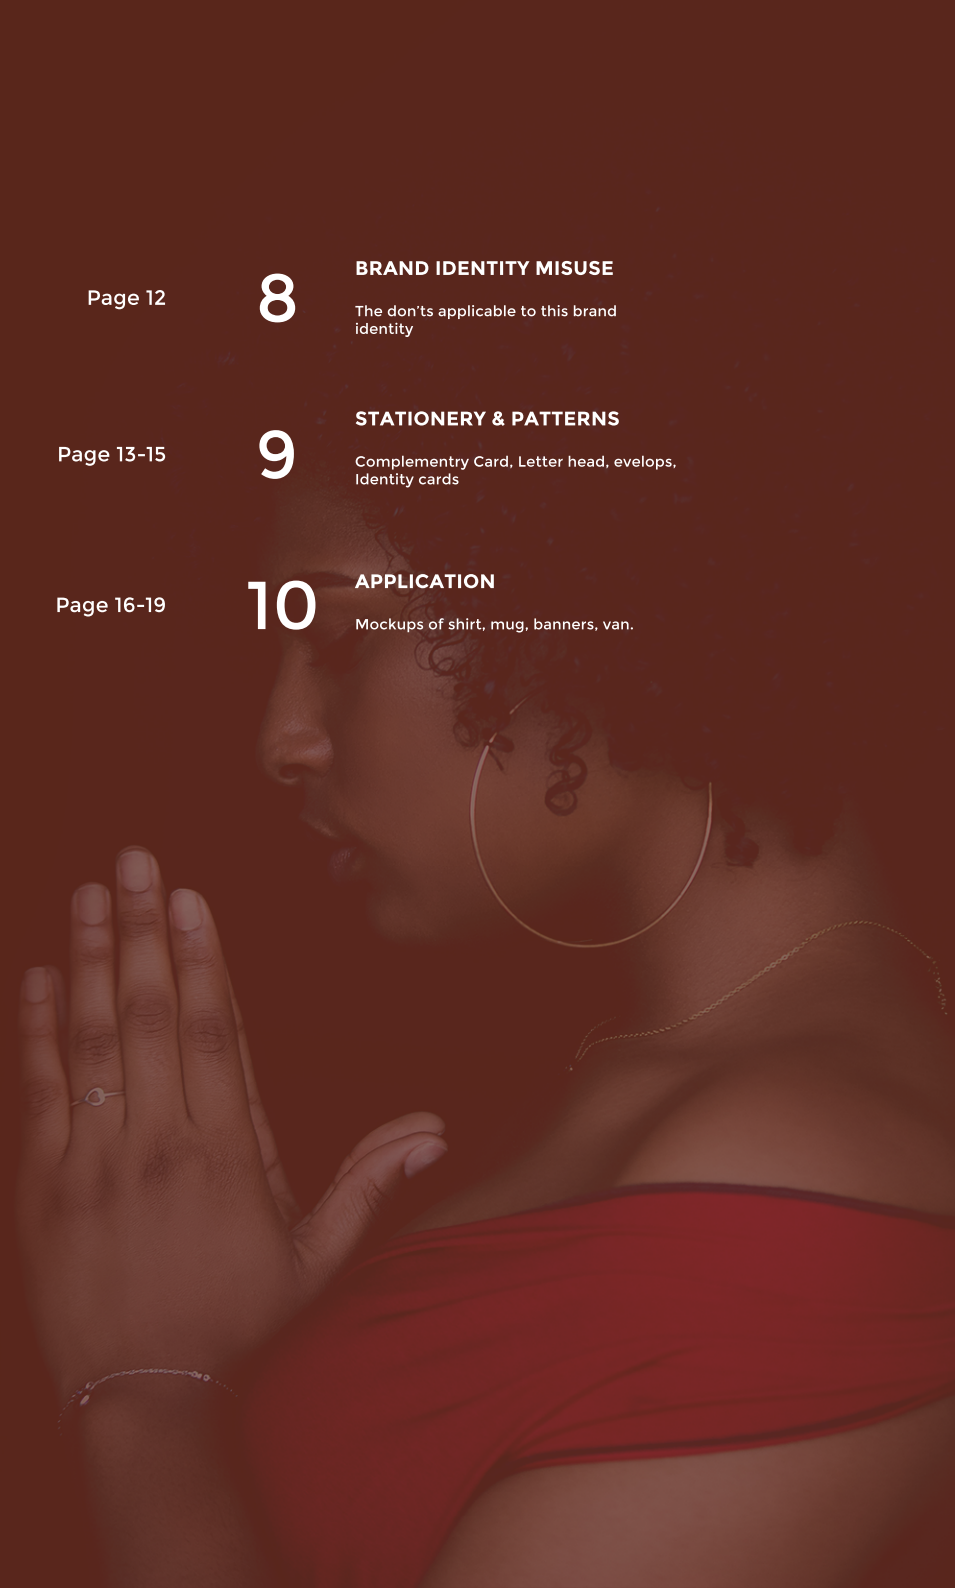 Page 12
8
BRAND IDENTITY MISUSE
The don’ts applicable to this brand
identity
Page 13-15
9
STATIONERY & PATTERNS
Complementry Card, Letter head, evelops,
Identity cards
Page 16-19
10
APPLICATION
Mockups of shirt, mug, banners, van.